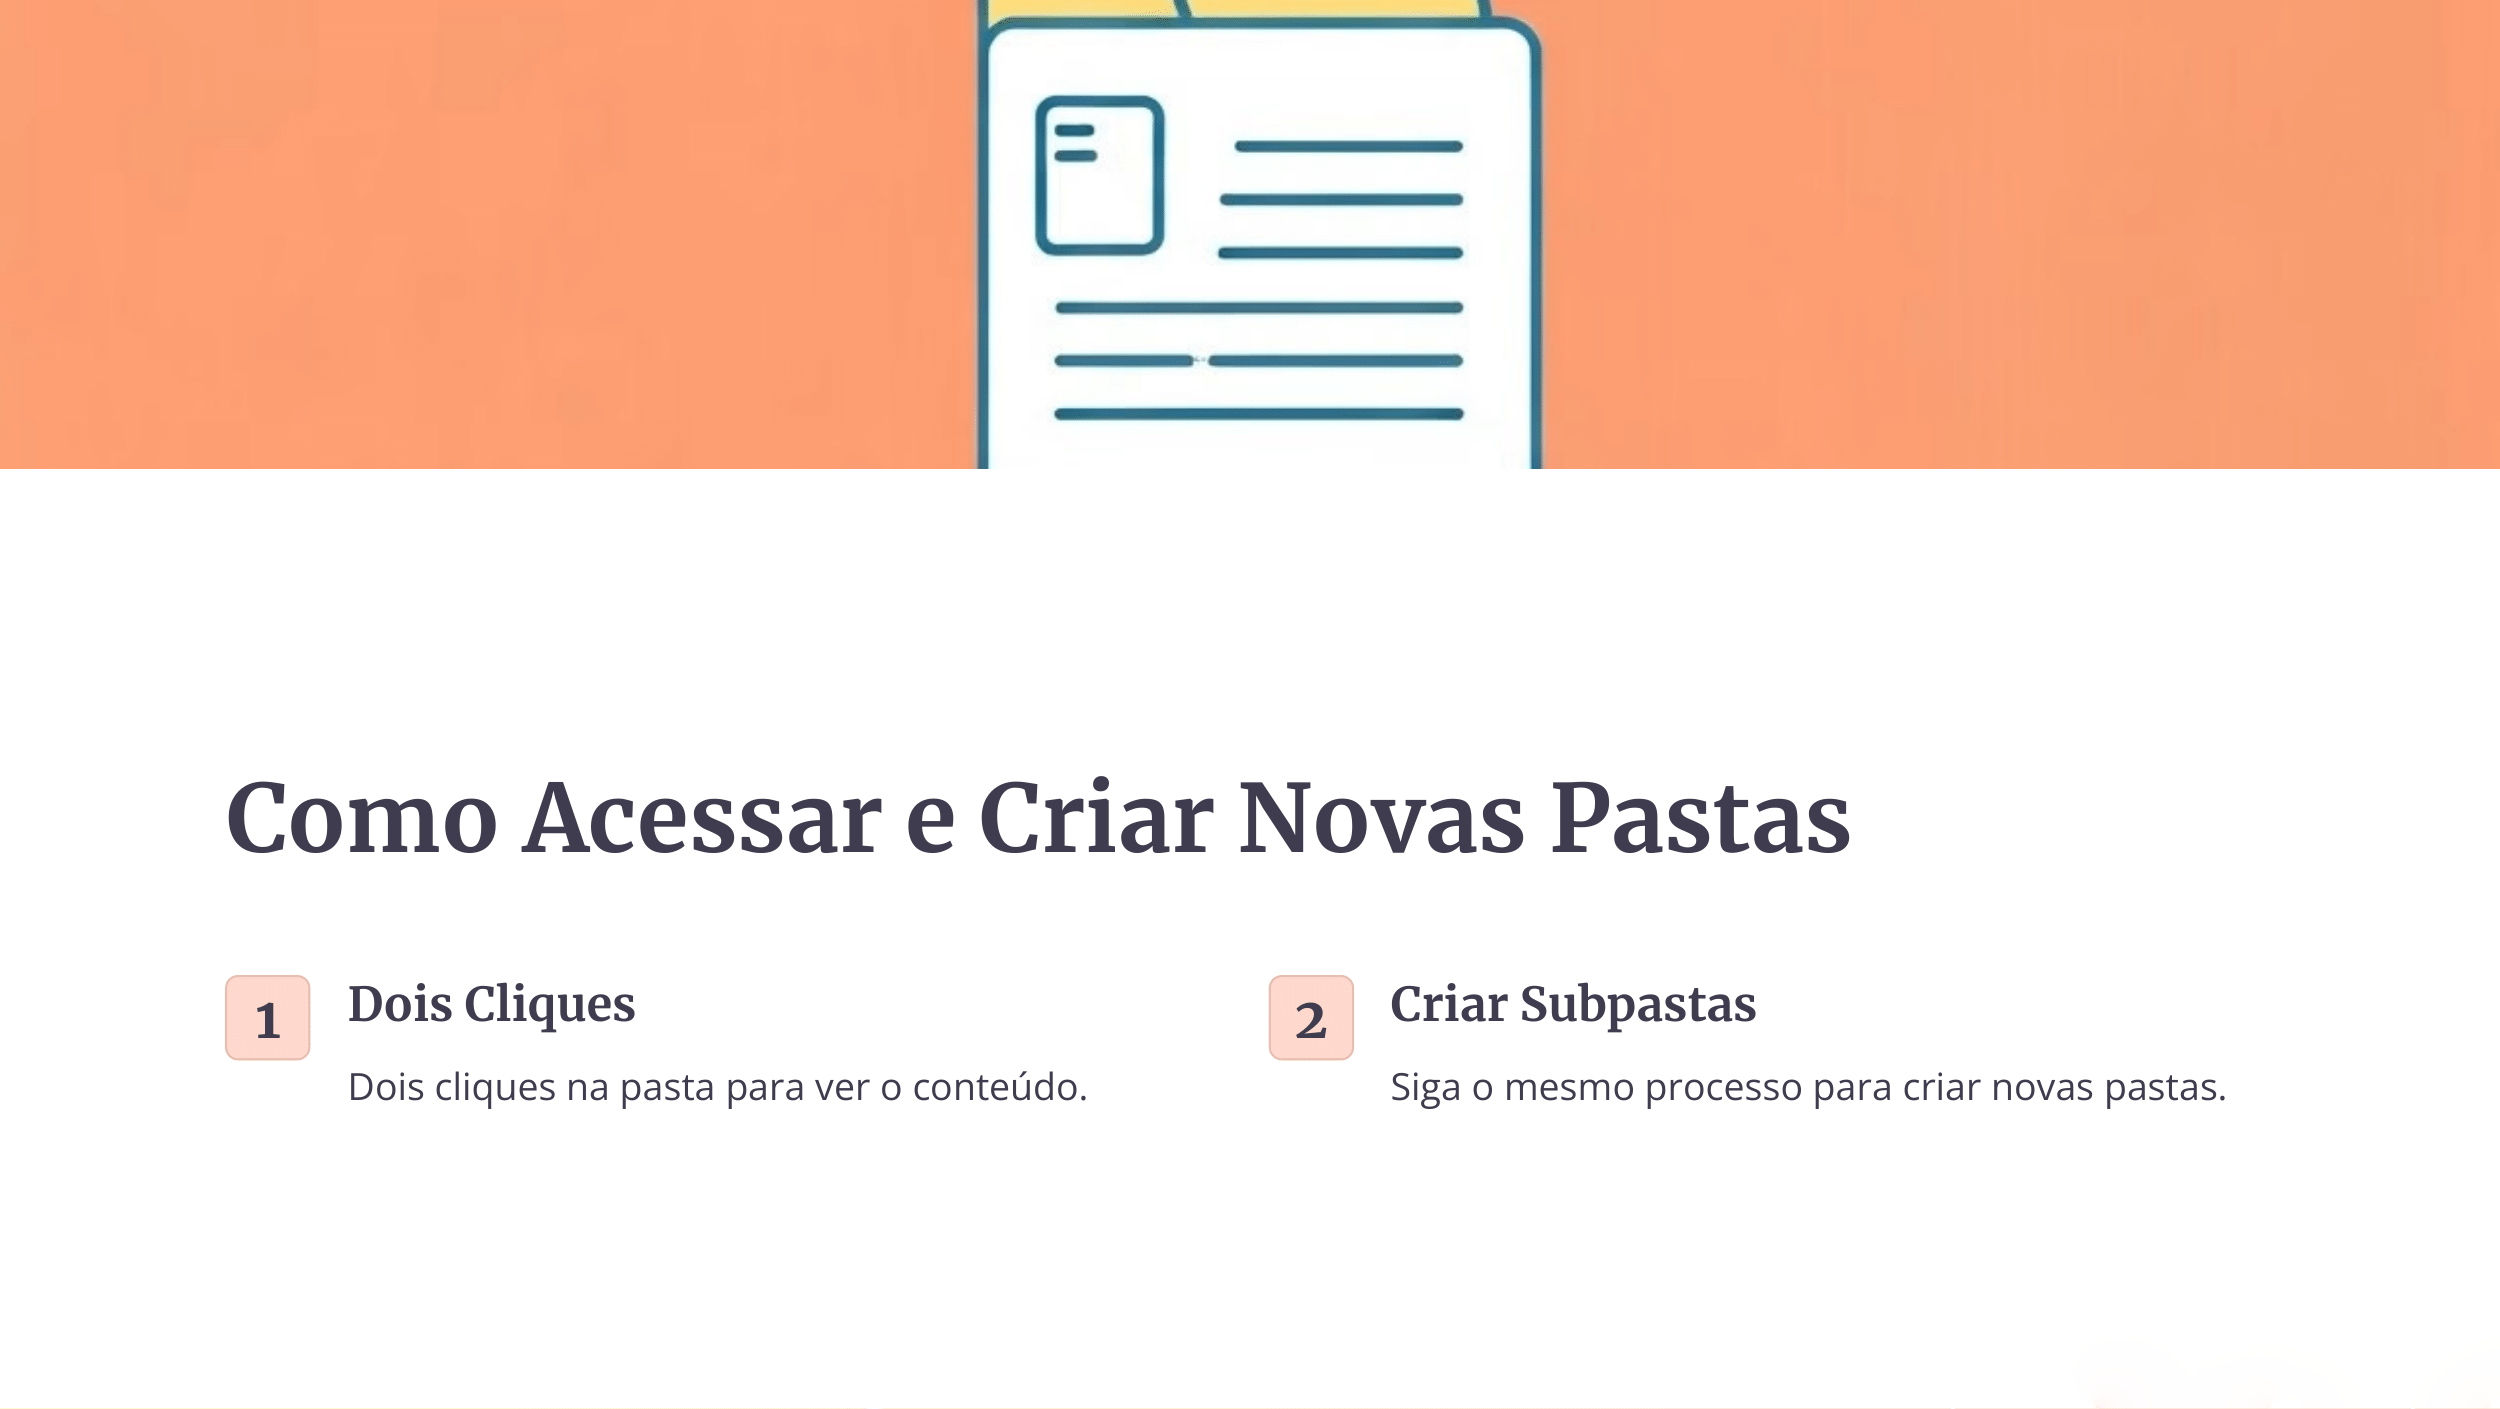 Como Acessar e Criar Novas Pastas
1
Dois Cliques
Dois cliques na pasta para ver o conteúdo.
2
Criar Subpastas
Siga o mesmo processo para criar novas pastas.